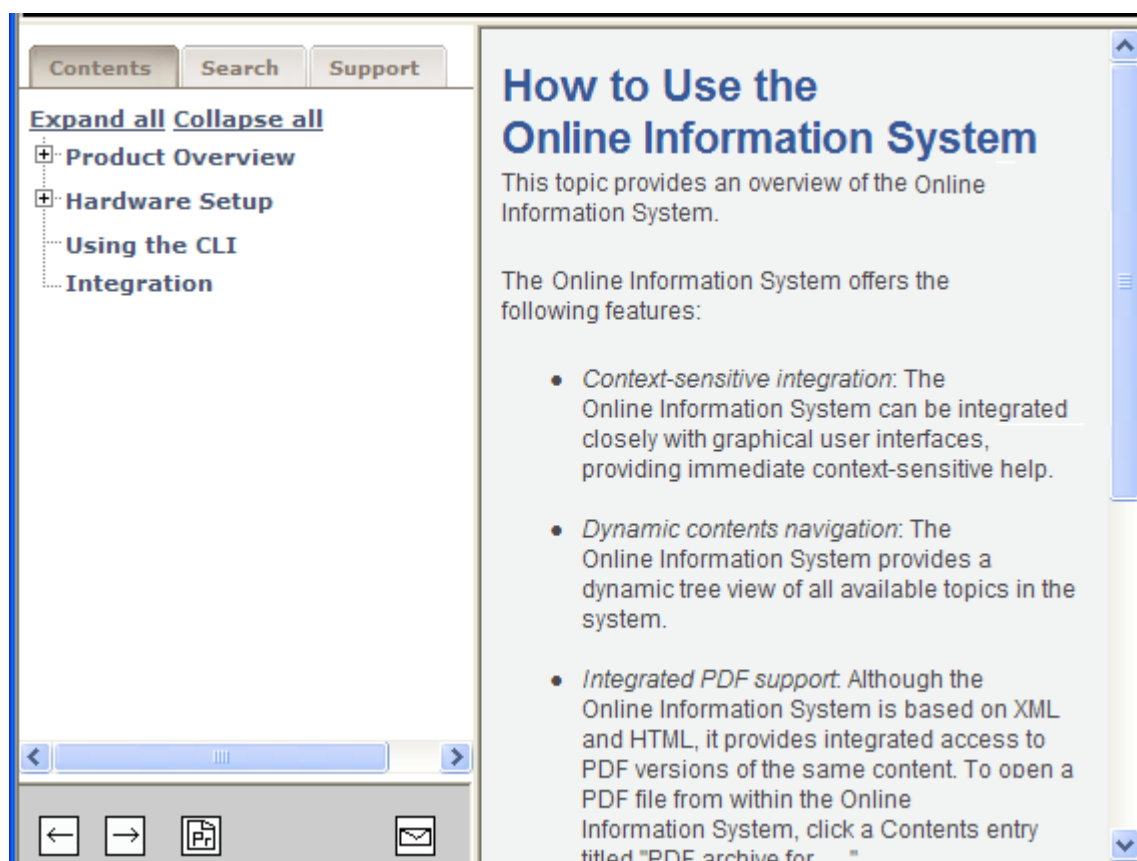 Contents Search Support
Expand all Collapse all
Product Overview
Hardware Setup
Using the CLI
Integration
Pr
How to Use the
Online Information System
This topic provides an overview of the Online
Information System.
The Online Information System offers the
following features:
• Context-sensitive integration: The
Online Information System can be integrated
closely with graphical user interfaces,
providing immediate context-sensitive help.
• Dynamic contents navigation: The
Online Information System provides a
dynamic tree view of all available topics in the
system.
• Integrated PDF support: Although the
Online Information System is based on XML
and HTML, it provides integrated access to
PDF versions of the same content. To open a
PDF file from within the Online
Information System, click a Contents entry
titled "PDF archive for ... "